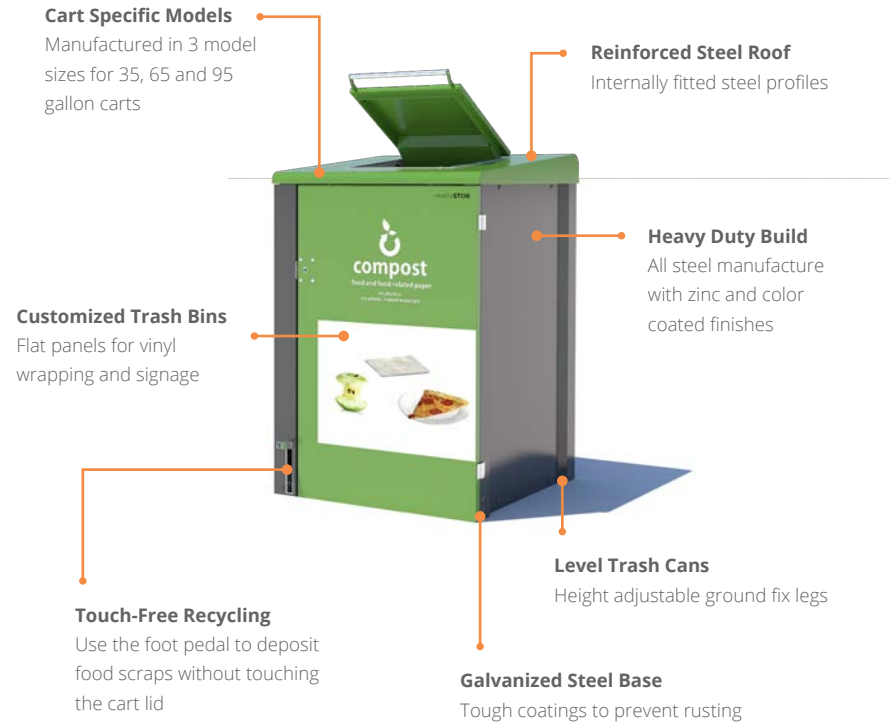 Cart Specific Models
Manufactured in 3 model
sizes for 35, 65 and 95
gallon carts
Reinforced Steel Roof
Internally fitted steel profiles
STOR
compost
food and food related paper
Heavy Duty Build
All steel manufacture
with zinc and color
coated finishes
Customized Trash Bins
Flat panels for vinyl
wrapping and signage
Level Trash Cans
Height adjustable ground fix legs
Touch-Free Recycling
Use the foot pedal to deposit
food scraps without touching
the cart lid
Galvanized Steel Base
Tough coatings to prevent rusting